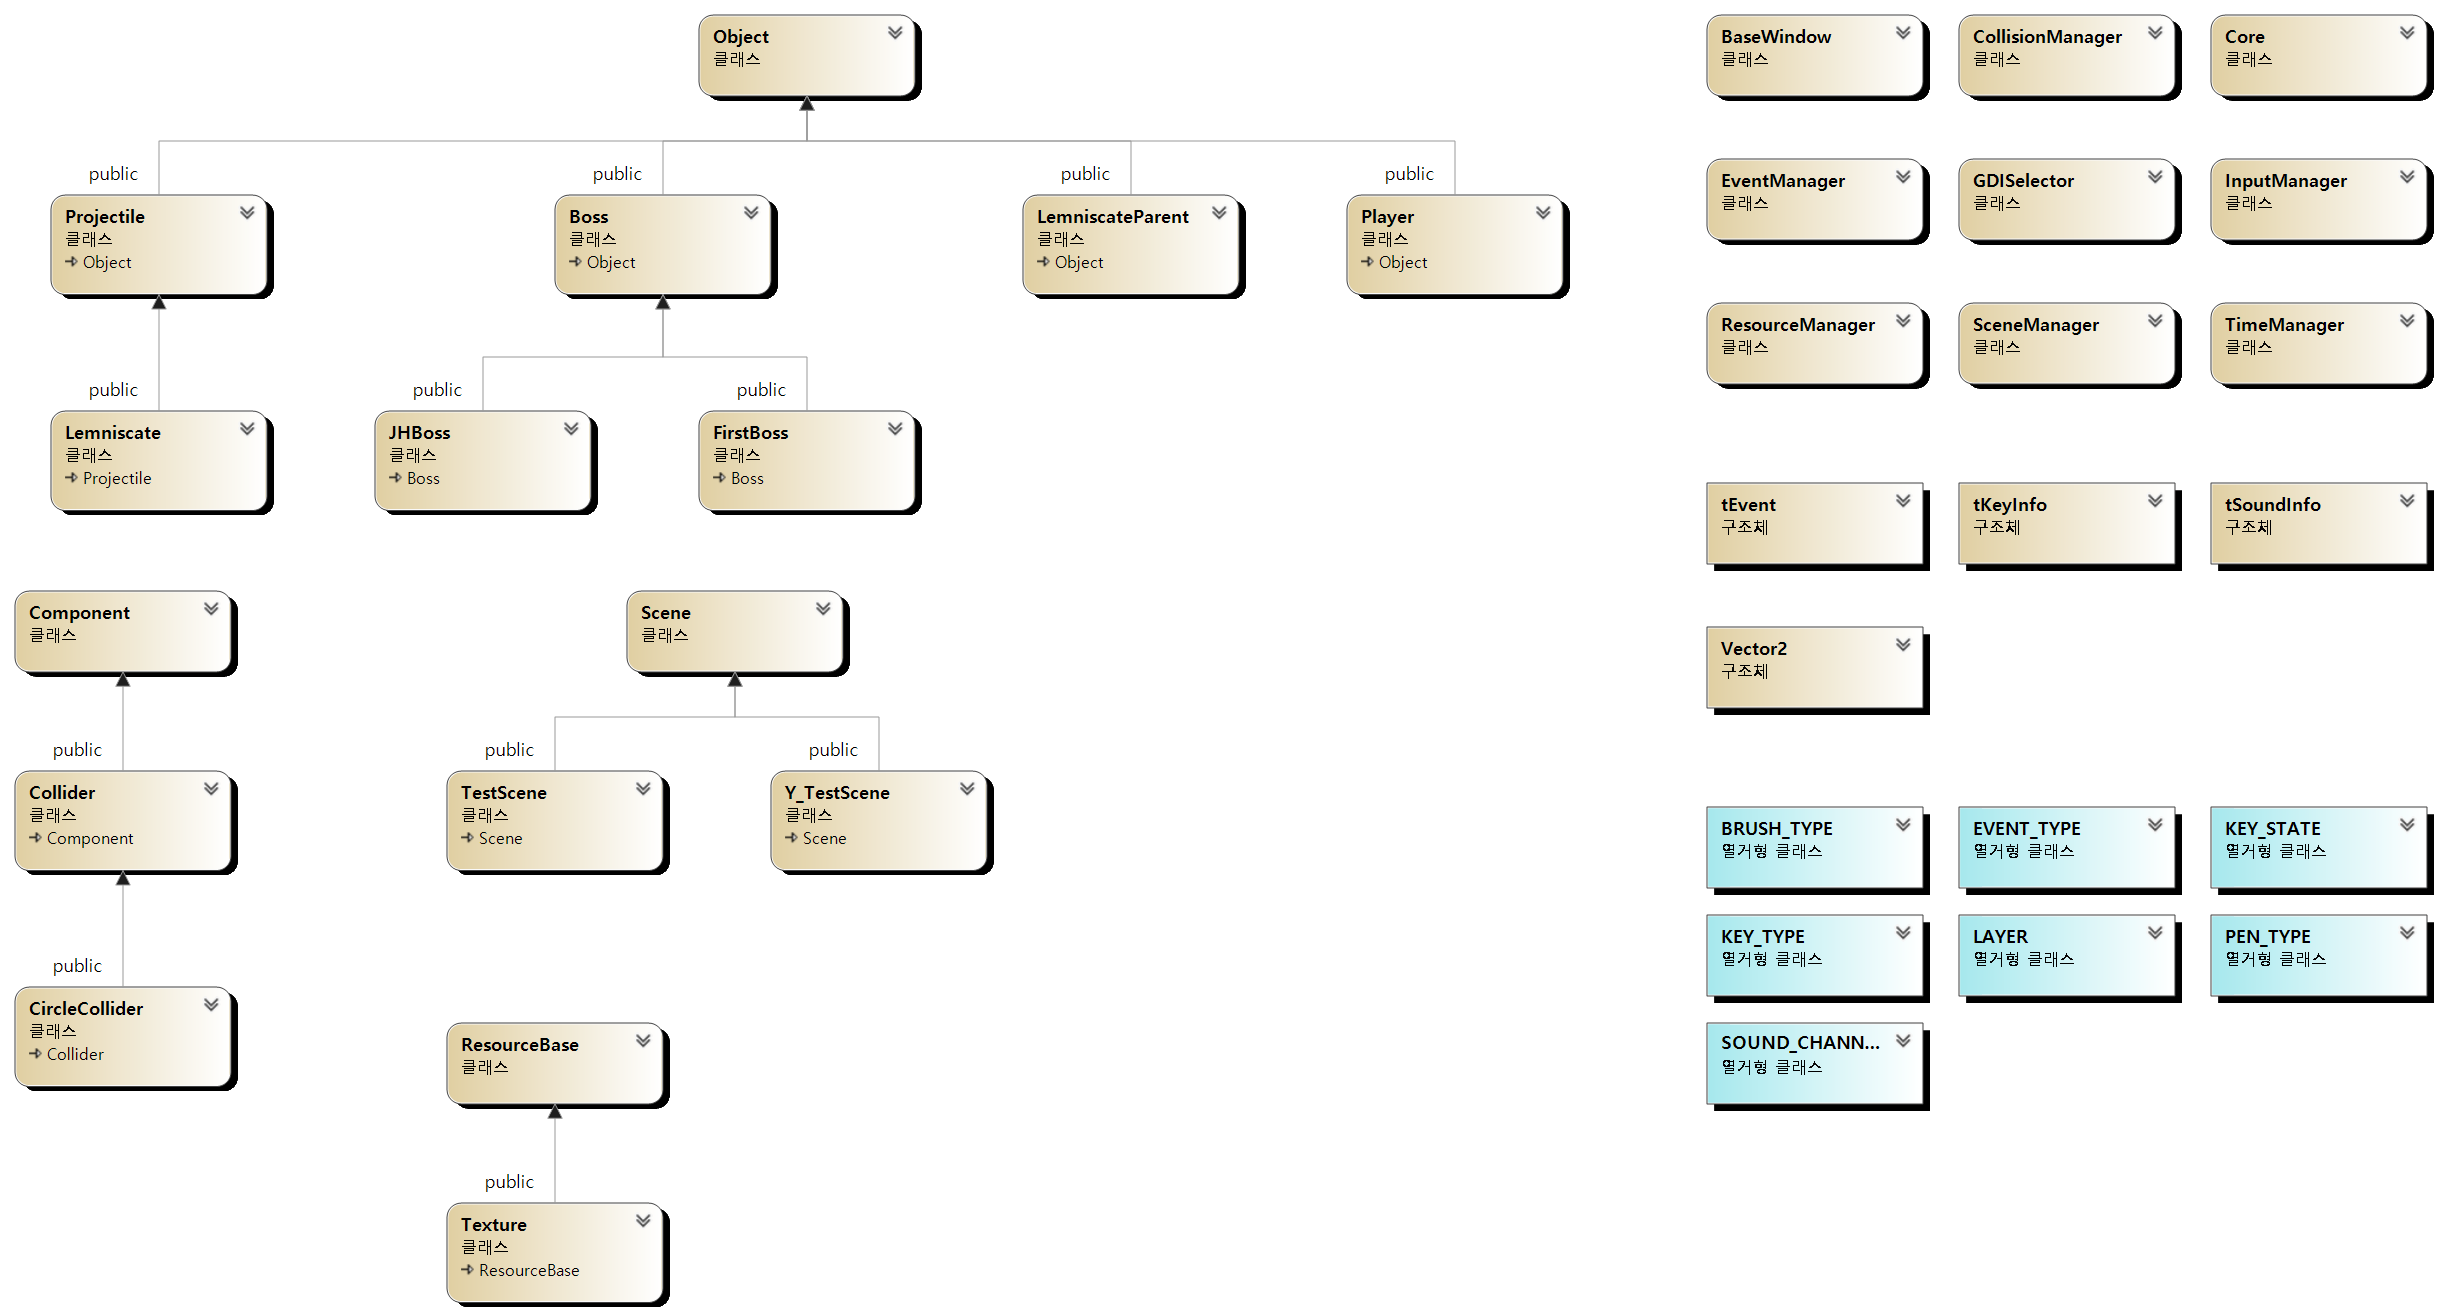 Object
클래스
public
public
public
public
Projectile
클래스
Object
Boss
클래스
Object
LemniscateParent
클래스
Object
Player
클래스
Object
public
public
public
Lemniscate
클래스
Projectile
JHBoss
클래스
Boss
FirstBoss
클래스
Boss
Component
클래스
public
Collider
클래스
Component
public
CircleCollider
클래스
Collider
Scene
클래스
public
public
TestScene
클래스
Scene
Y_TestScene
클래스
Scene
ResourceBase
클래스
public
Texture
클래스
ResourceBase
BaseWindow
클래스
CollisionManager
클래스
Core
클래스
EventManager
클래스
GDISelector
클래스
InputManager
클래스
ResourceManager
클래스
SceneManager
클래스
TimeManager
클래스
tEvent
구조체
tKeyInfo
구조체
tSoundInfo
구조체
Vector2
구조체
BRUSH_TYPE
열거형 클래스
EVENT_TYPE
열거형 클래스
KEY_STATE
열거형 클래스
KEY_TYPE
열거형 클래스
LAYER
열거형 클래스
PEN_TYPE
열거형 클래스
SOUND_CHANN...
열거형 클래스